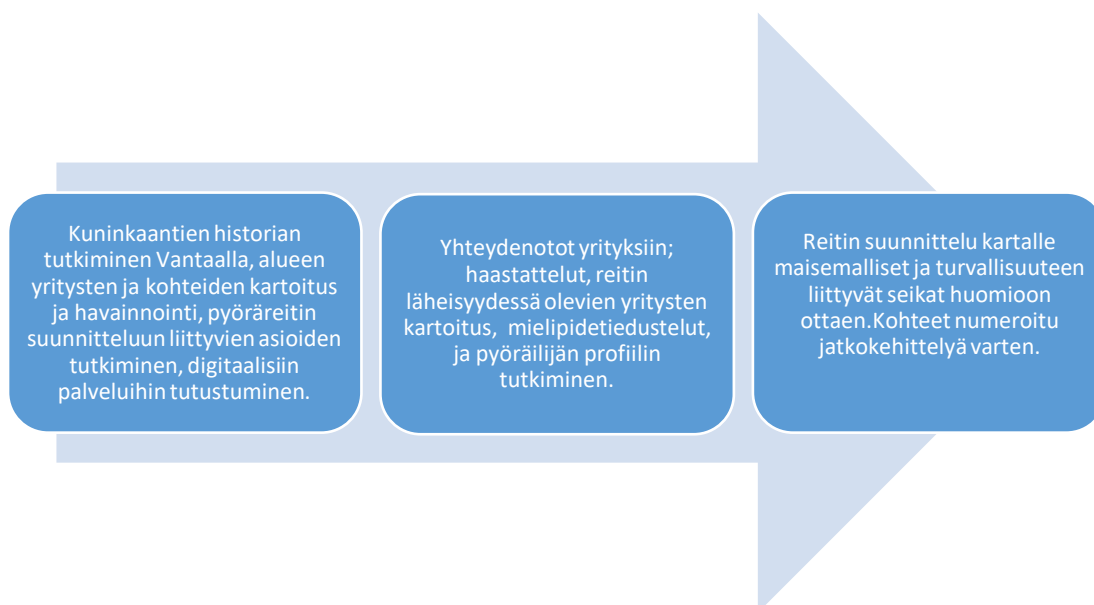 Kuninkaantien historian
tutkiminen Vantaalla, alueen
yritysten ja kohteiden kartoitus
ja havainnointi, pyöräreitin
suunnitteluun liittyvien asioiden
tutkiminen, digitaalisiin
palveluihin tutustuminen.
Yhteydenotot yrityksiin;
haastattelut, reitin
läheisyydessä olevien yritysten
kartoitus, mielipidetiedustelut,
ja pyöräilijän profiilin
tutkiminen.
Reitin suunnittelu kartalle
maisemalliset ja turvallisuuteen
liittyvät seikat huomioon
ottaen.Kohteet numeroitu
jatkokehittelyä varten.